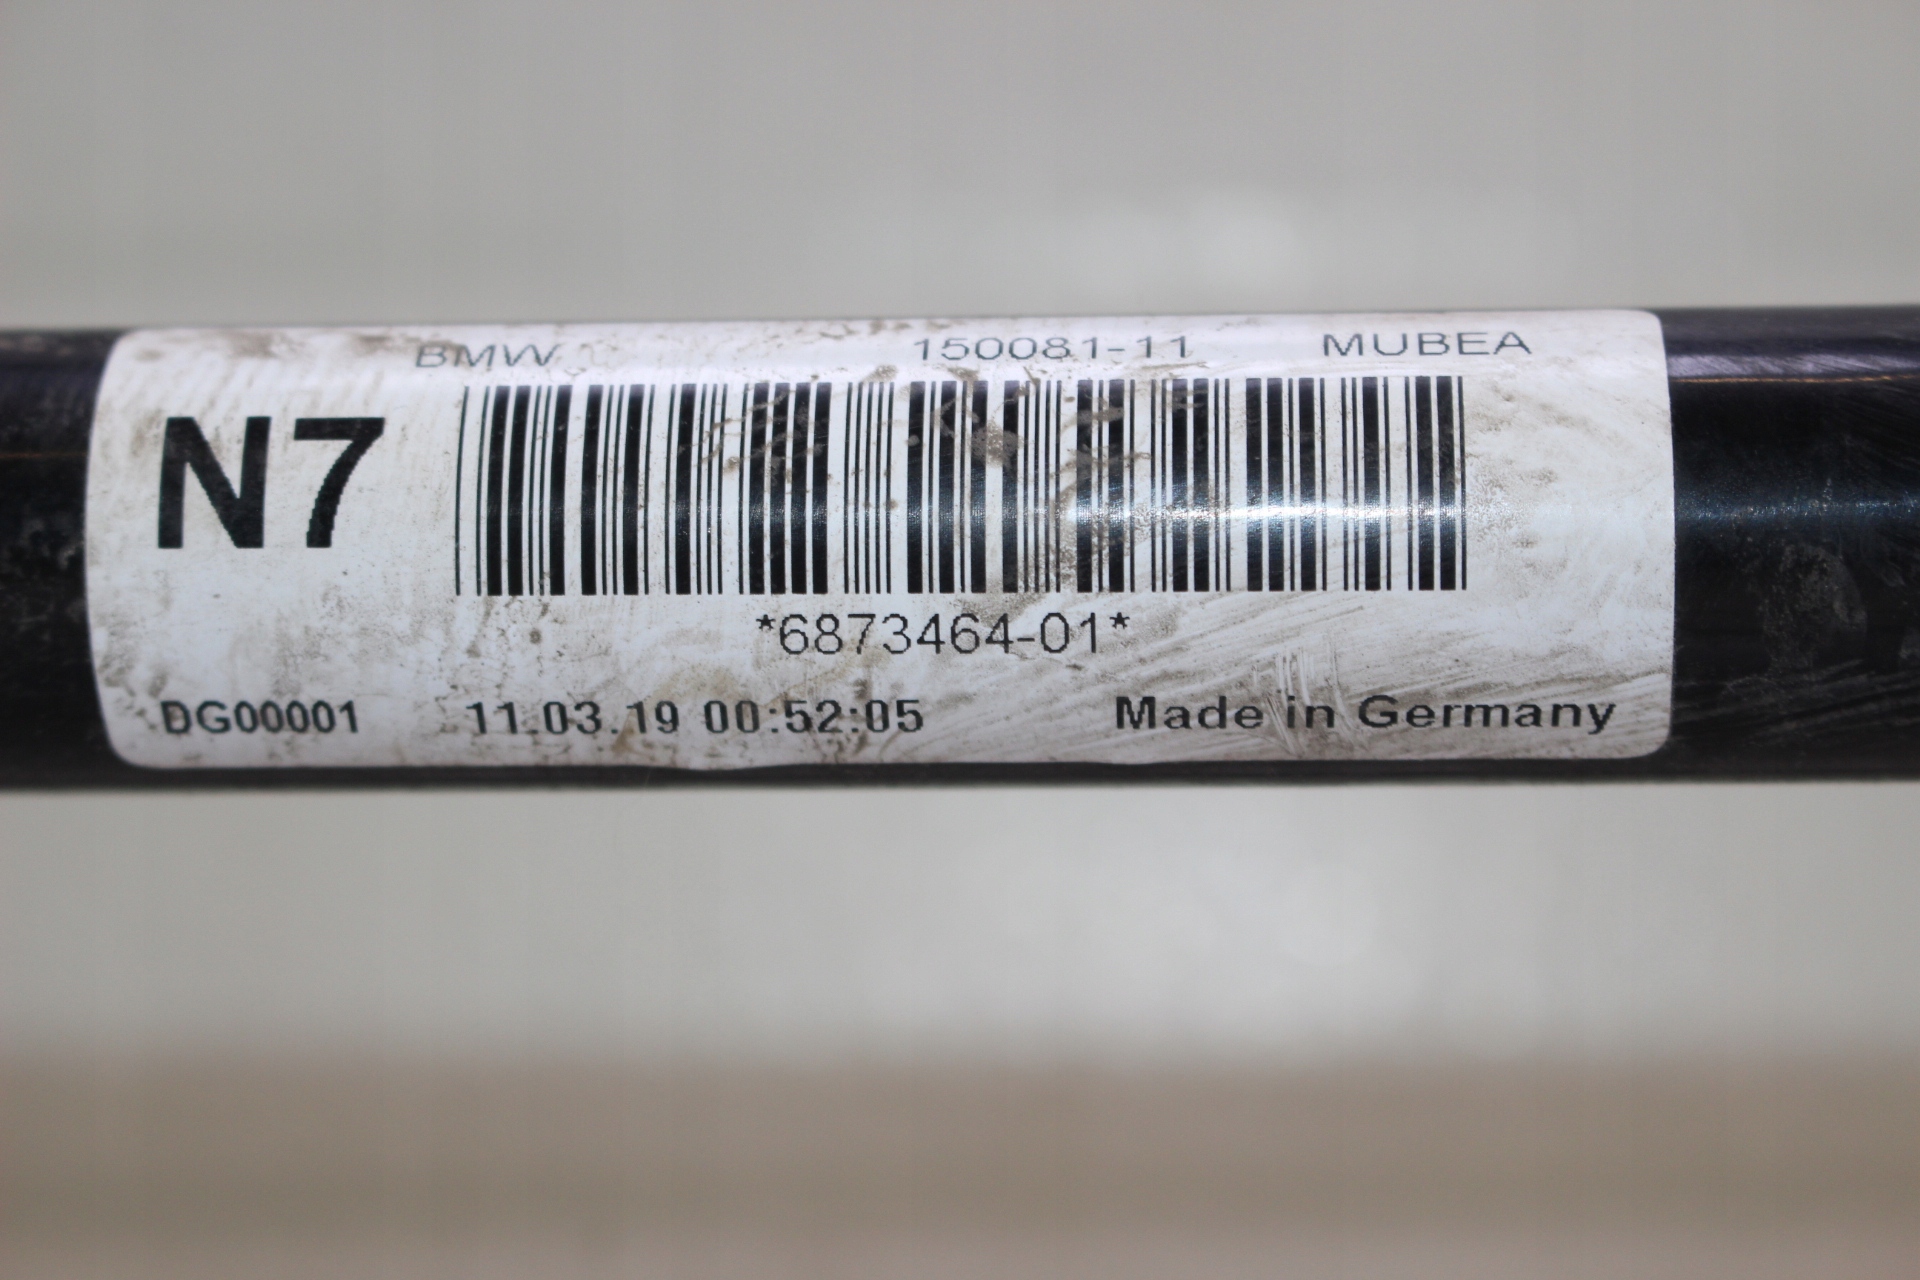 BMW 150081-11 MUBEA
N7
*6873464-01*
DG00001 11.03.19 00:52:05 Made in Germany